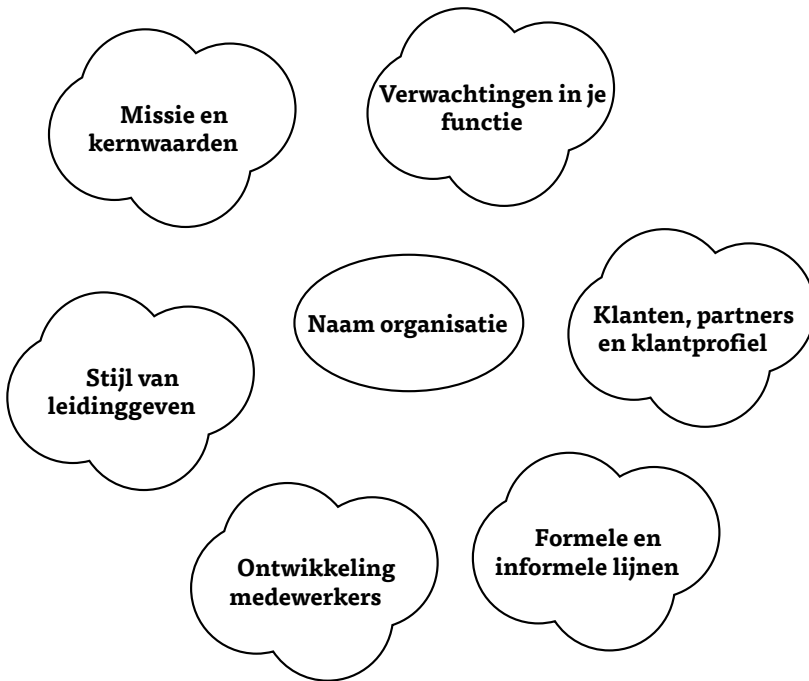 Missie en
kernwaarden
Verwachtingen in je
functie
Naam organisatie
Klanten, partners
en klantprofiel
Stijl van
leidinggeven
Formele en
informele lijnen
Ontwikkeling
medewerkers